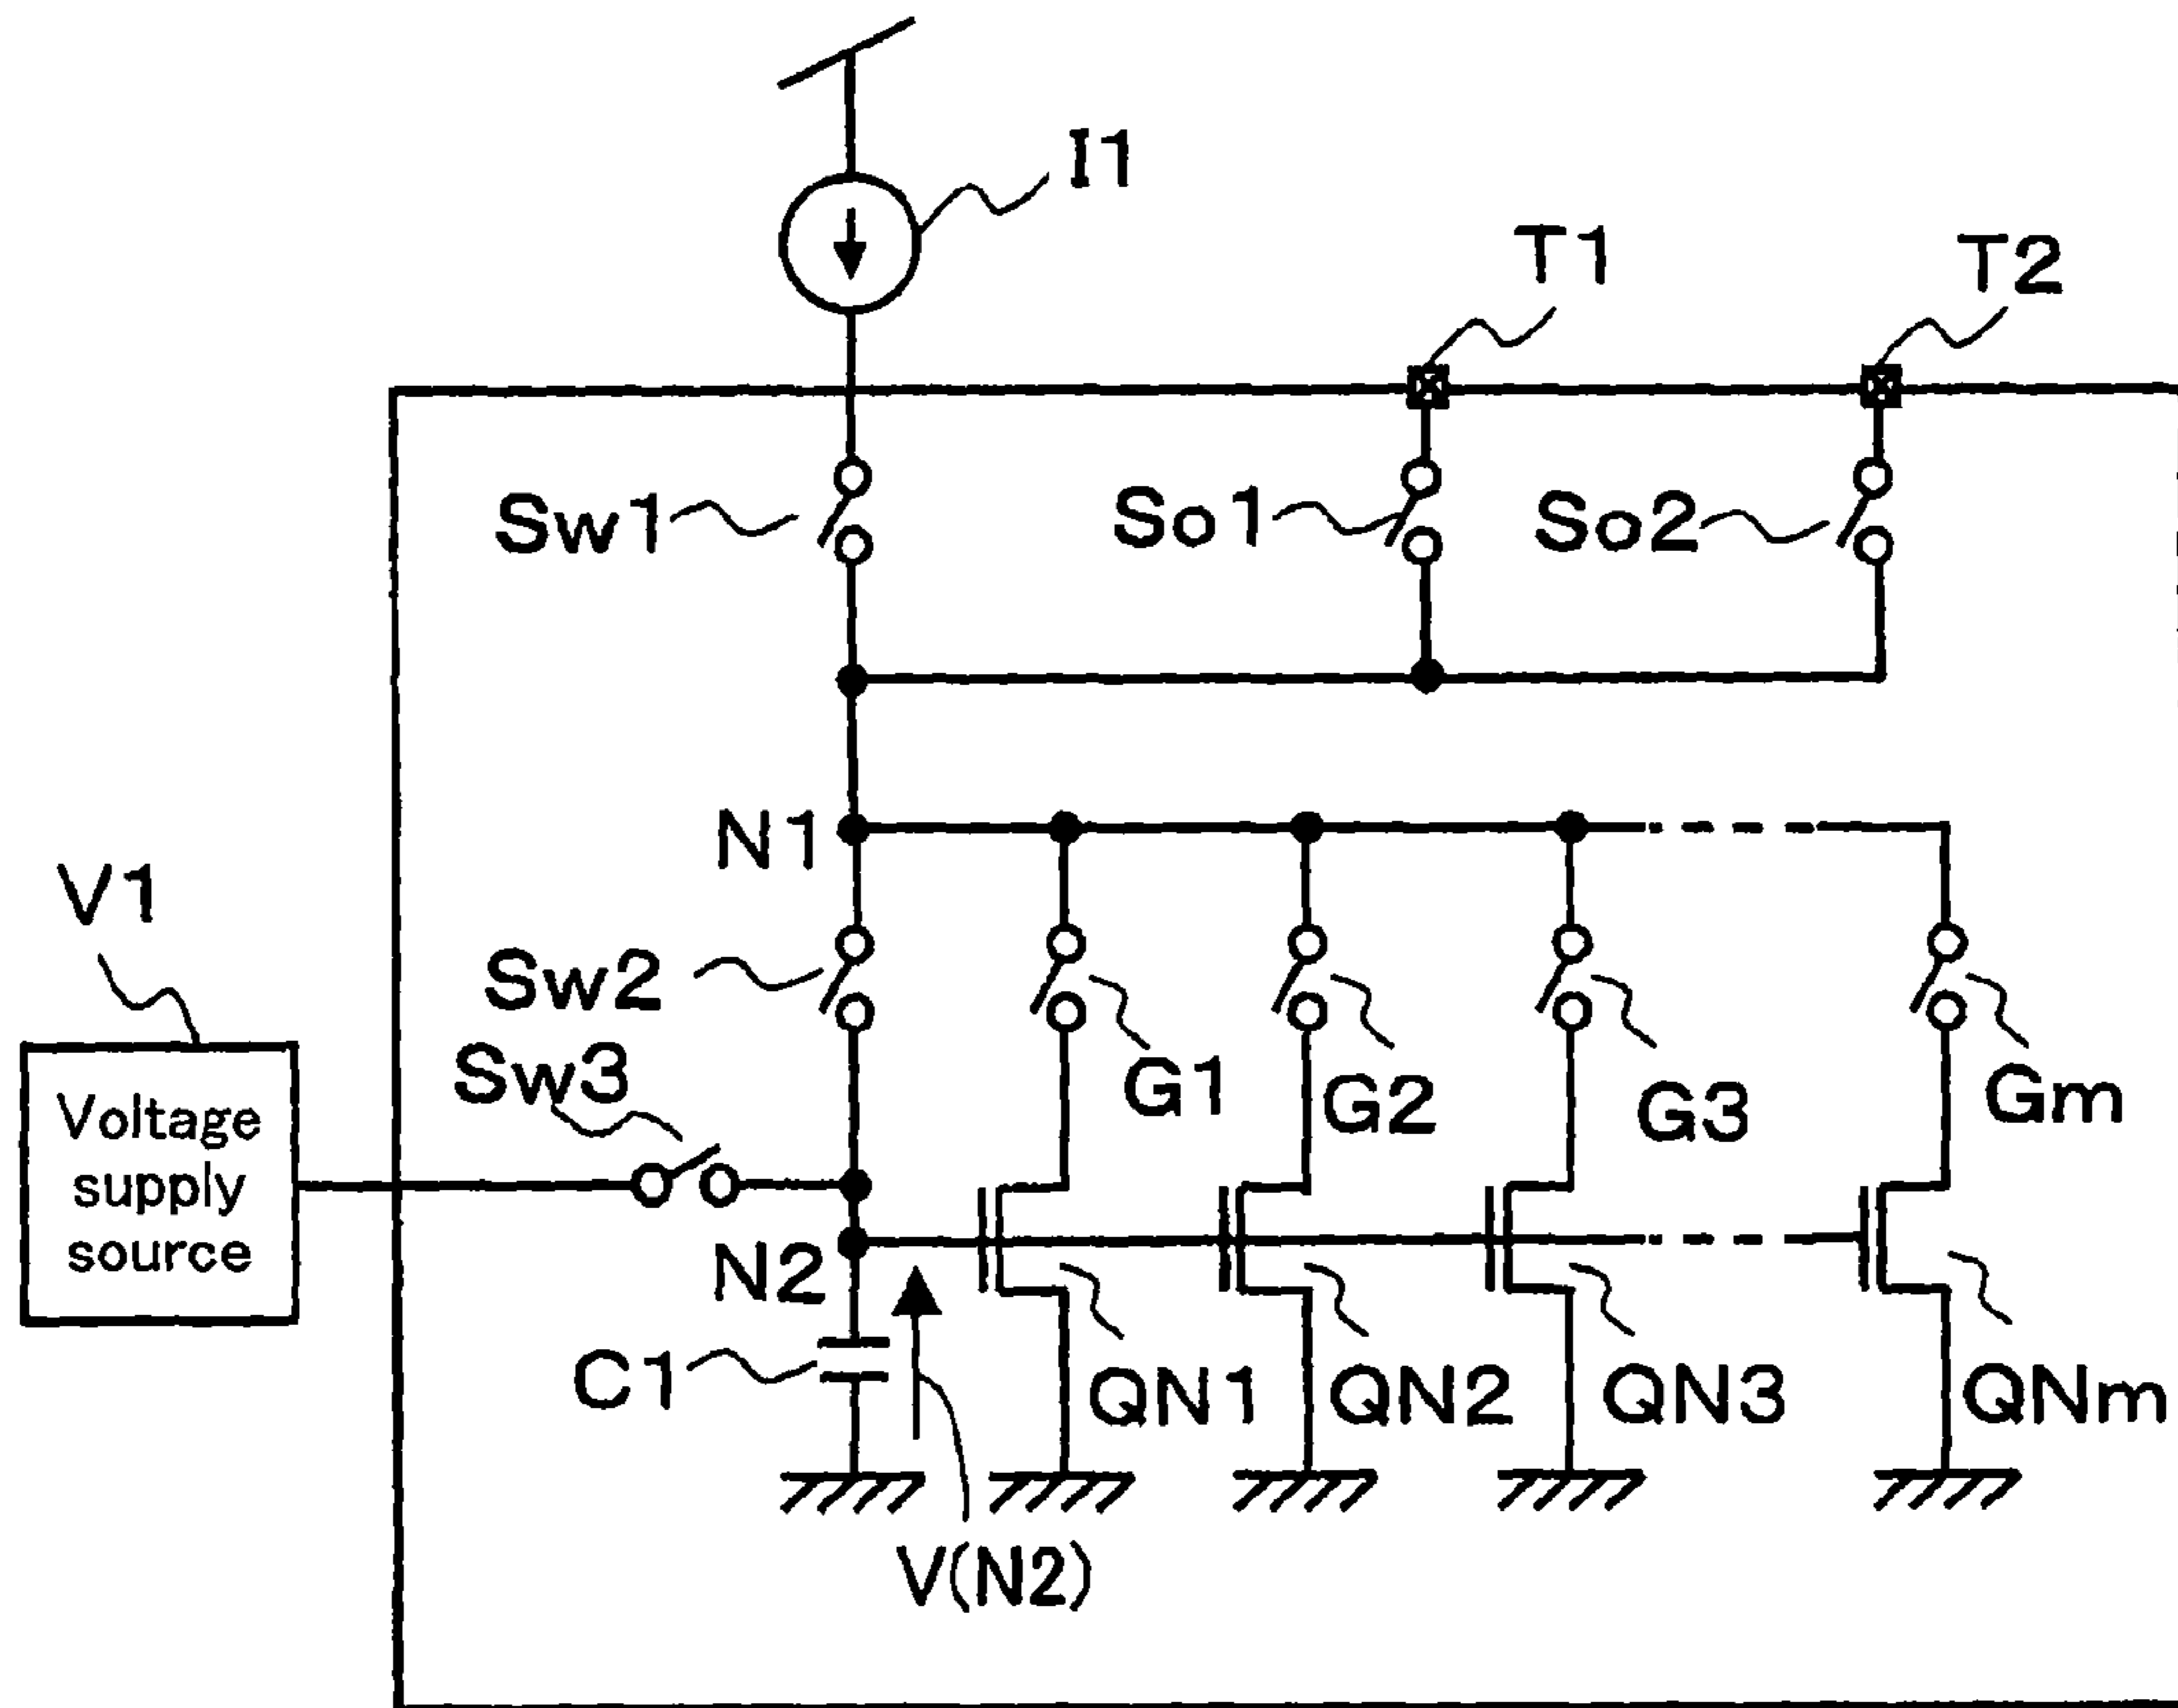 I1
T1
T2
Sw1
So1
So2
N1
V1
Sw2
Sw3
G1
G2
G3
Gm
Voltage
supply
source
N2
C1
QN1
QN2
QN3
QNm
V(N2)